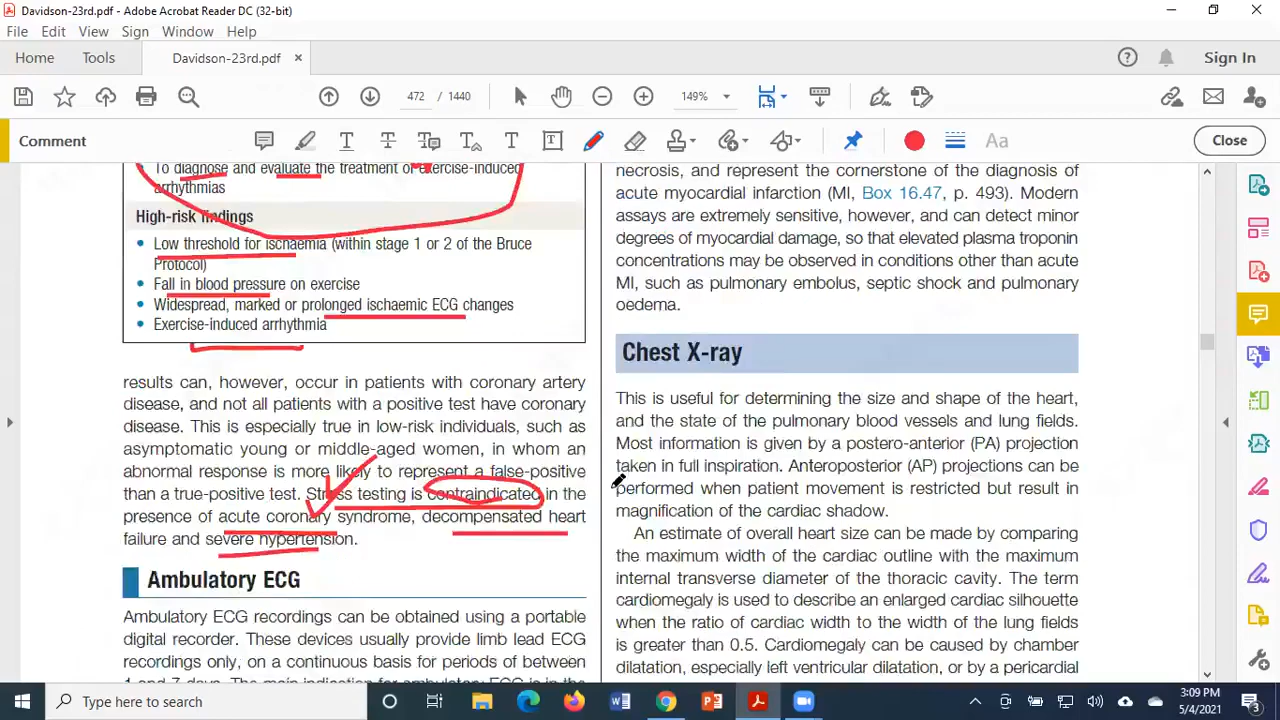 Davidson-23rd.pdf - Adobe Acrobat Reader DC (32-bit)
File Edit View Sign Window Help
Home Tools Davidson-23rd.pdf × Sign In
472 / 1440 149%
Comment Aa Close
• To diagnose and evaluate the treatment of exercise-induced
arrhythmias
High-risk findings
• Low threshold for ischaemia (within stage 1 or 2 of the Bruce
Protocol)
• Fall in blood pressure on exercise
• Widespread, marked or prolonged ischaemic ECG changes
• Exercise-induced arrhythmia
results can, however, occur in patients with coronary artery
disease, and not all patients with a positive test have coronary
disease. This is especially true in low-risk individuals, such as
asymptomatic young or middle-aged women, in whom an
abnormal response is more likely to represent a false-positive
than a true-positive test. Stress testing is contraindicated in the
presence of acute coronary syndrome, decompensated heart
failure and severe hypertension.
Ambulatory ECG
Ambulatory ECG recordings can be obtained using a portable
digital recorder. These devices usually provide limb lead ECG
recordings only, on a continuous basis for periods of between
1 and 7 days. The main indication for ambulatory ECG is in the
necrosis, and represent the cornerstone of the diagnosis of
acute myocardial infarction (MI, Box 16.47, p. 493). Modern
assays are extremely sensitive, however, and can detect minor
degrees of myocardial damage, so that elevated plasma troponin
concentrations may be observed in conditions other than acute
MI, such as pulmonary embolus, septic shock and pulmonary
oedema.
Chest X-ray
This is useful for determining the size and shape of the heart,
and the state of the pulmonary blood vessels and lung fields.
Most information is given by a postero-anterior (PA) projection
taken in full inspiration. Anteroposterior (AP) projections can be
performed when patient movement is restricted but result in
magnification of the cardiac shadow.
An estimate of overall heart size can be made by comparing
the maximum width of the cardiac outline with the maximum
internal transverse diameter of the thoracic cavity. The term
cardiomegaly is used to describe an enlarged cardiac silhouette
when the ratio of cardiac width to the width of the lung fields
is greater than 0.5. Cardiomegaly can be caused by chamber
dilatation, especially left ventricular dilatation, or by a pericardial
Type here to search
3:09 PM
5/4/2021
3